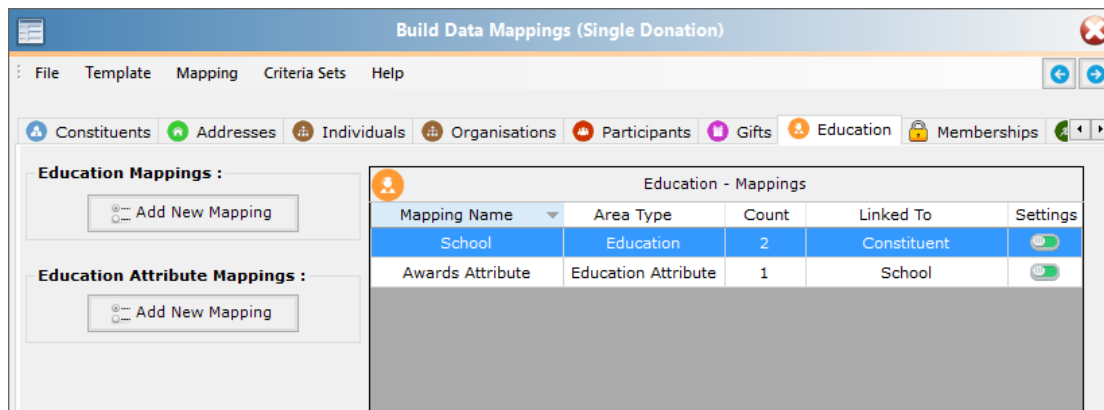 Build Data Mappings (Single Donation)
File Template Mapping Criteria Sets Help
Constituents Addresses Individuals Organisations Participants Gifts Education Memberships
Education Mappings :
Add New Mapping
Education Attribute Mappings :
Add New Mapping
Education - Mappings
Mapping Name Area Type Count Linked To Settings
School Education 2 Constituent
Awards Attribute Education Attribute 1 School